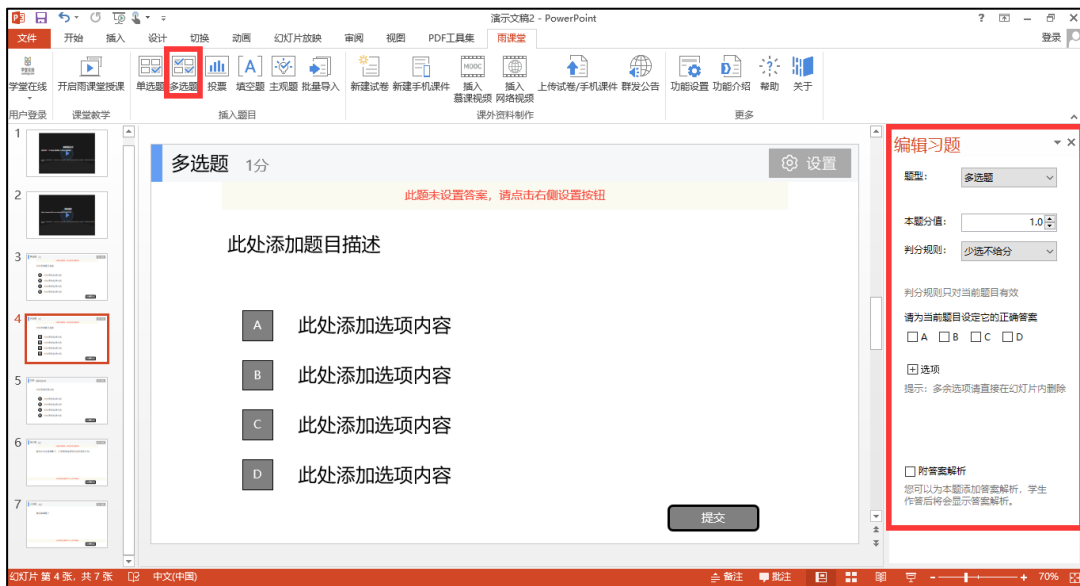 演示文稿2 - PowerPoint
文件 开始 插入 设计 切换 动画 幻灯片放映 审阅 视图 PDF工具集 雨课堂 登录
学堂在线 开启雨课堂授课 单选题 多选题 投票 填空题 主观题 批量导入 新建试卷 新建手机课件 插入 慕课视频 插入 网络视频 上传试卷/手机课件 群发公告 功能设置 功能介绍 帮助 关于
用户登录 课堂教学 插入题目 课外资料制作 更多
1
2
3
4
5
6
7
多选题 1分
设置
此题未设置答案，请点击右侧设置按钮
此处添加题目描述
A 此处添加选项内容
B 此处添加选项内容
C 此处添加选项内容
D 此处添加选项内容
提交
编辑习题
题型： 多选题
本题分值： 1.0
判分规则： 少选不给分
判分规则只对当前题目有效
请为当前题目设定它的正确答案
A B C D
选项
提示：多余选项请直接在幻灯片内删除
附答案解析
您可以为本题添加答案解析，学生
作答后将会显示答案解析。
幻灯片 第 4 张，共 7 张 中文(中国) 备注 批注 70%